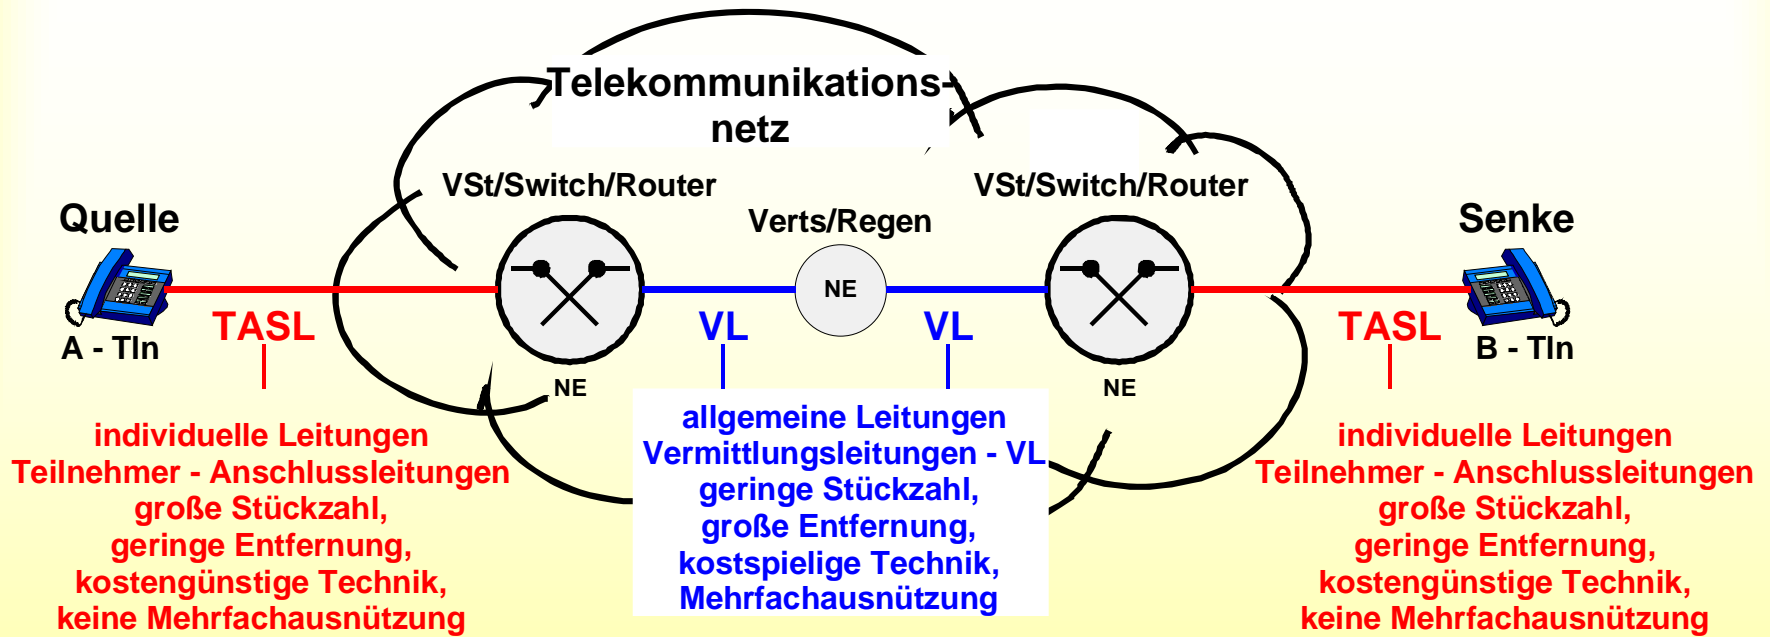 Telekommunikations-
netz
VSt/Switch/Router
VSt/Switch/Router
Verts/Regen
Quelle
Senke
NE
TASL
VL
VL
TASL
A - Tln
B - Tln
NE
NE
individuelle Leitungen
Teilnehmer - Anschlussleitungen
große Stückzahl,
geringe Entfernung,
kostengünstige Technik,
keine Mehrfachausnützung
allgemeine Leitungen
Vermittlungsleitungen - VL
geringe Stückzahl,
große Entfernung,
kostspielige Technik,
Mehrfachausnützung
individuelle Leitungen
Teilnehmer - Anschlussleitungen
große Stückzahl,
geringe Entfernung,
kostengünstige Technik,
keine Mehrfachausnützung